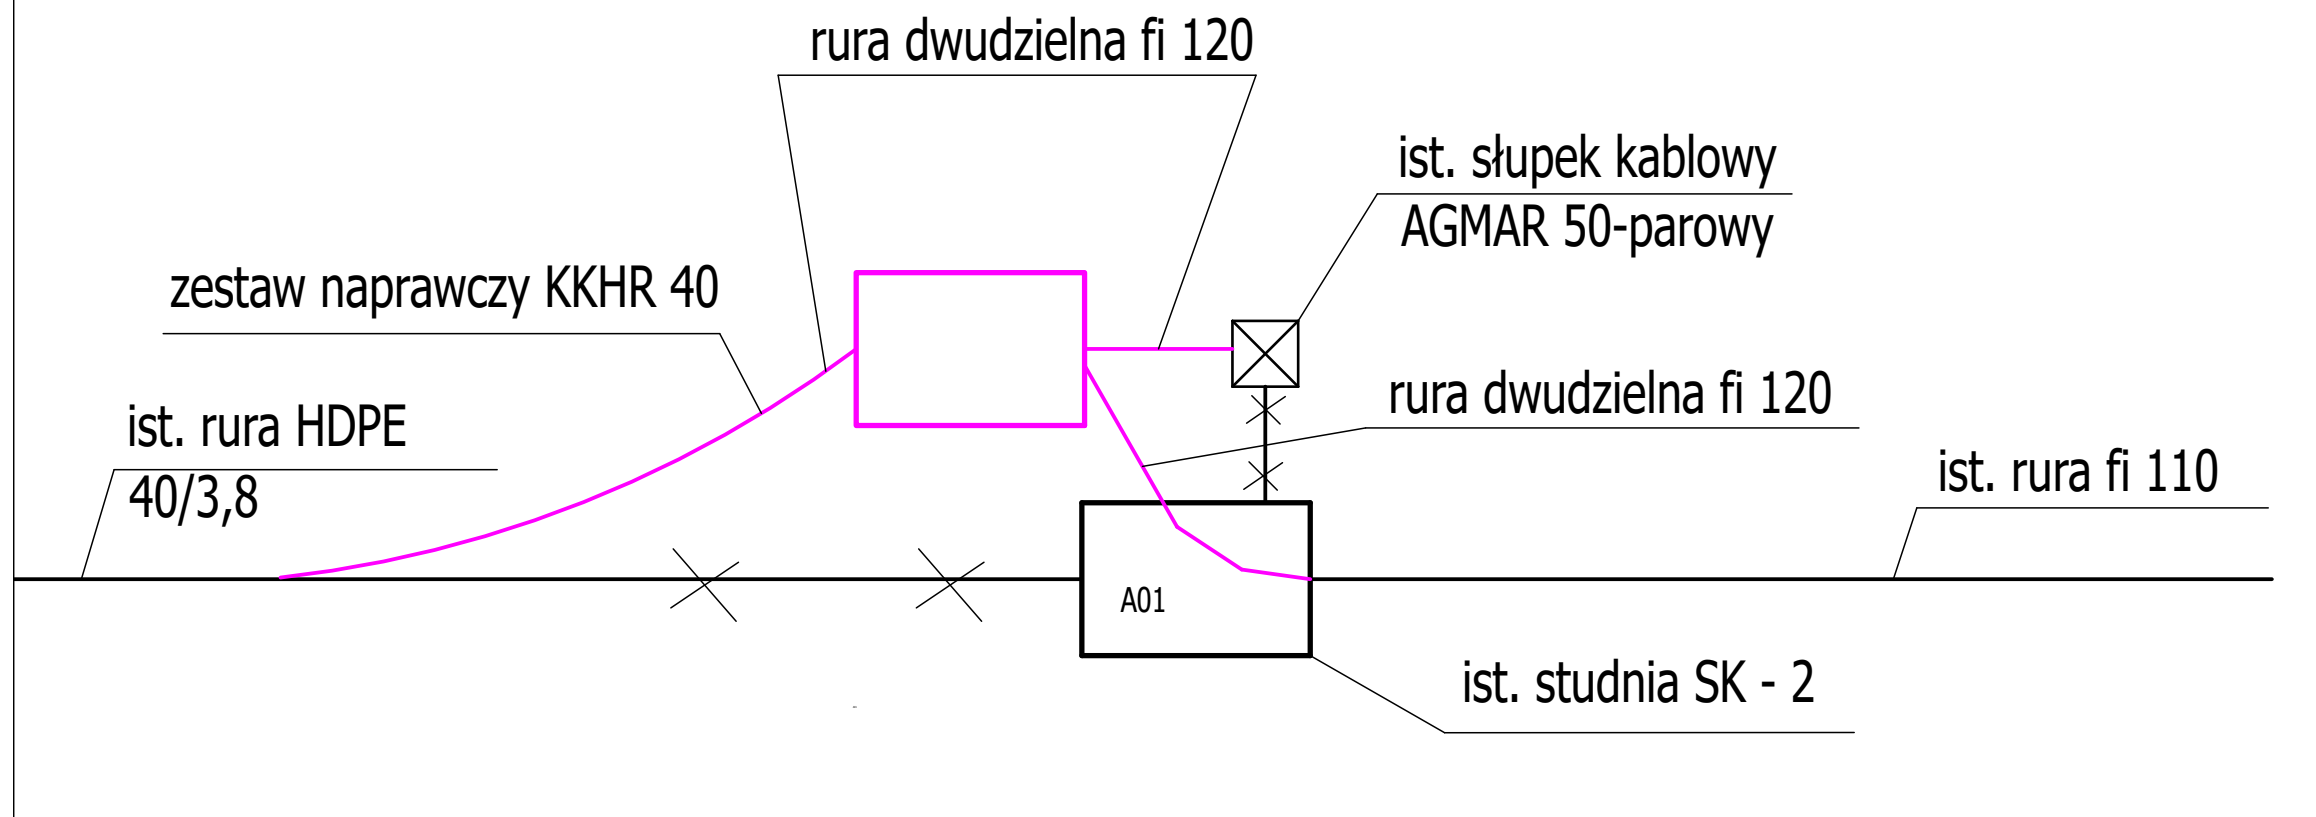 rura dwudzielna fi 120
ist. słupek kablowy
AGMAR 50-parowy
zestaw naprawczy KKHR 40
rura dwudzielna fi 120
ist. rura HDPE
40/3,8
ist. rura fi 110
A01
ist. studnia SK - 2